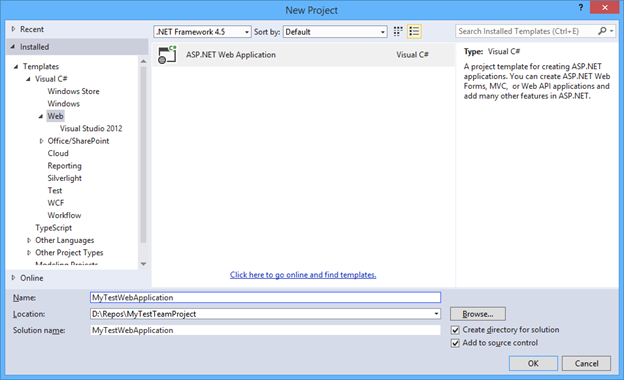 New Project
? ×
Recent
Installed
Templates
Visual C#
Windows Store
Windows
Web
Visual Studio 2012
Office/SharePoint
Cloud
Reporting
Silverlight
Test
WCF
Workflow
TypeScript
Other Languages
Other Project Types
Modeling Projects
Online
.NET Framework 4.5 Sort by: Default
ASP.NET Web Application Visual C#
Click here to go online and find templates.
Search Installed Templates (Ctrl+E)
Type: Visual C#
A project template for creating ASP.NET
applications. You can create ASP.NET Web
Forms, MVC, or Web API applications and
add many other features in ASP.NET.
Name: MyTestWebApplication
Location: D:\Repos\MyTestTeamProject Browse...
Solution name: MyTestWebApplication
Create directory for solution
Add to source control
OK Cancel